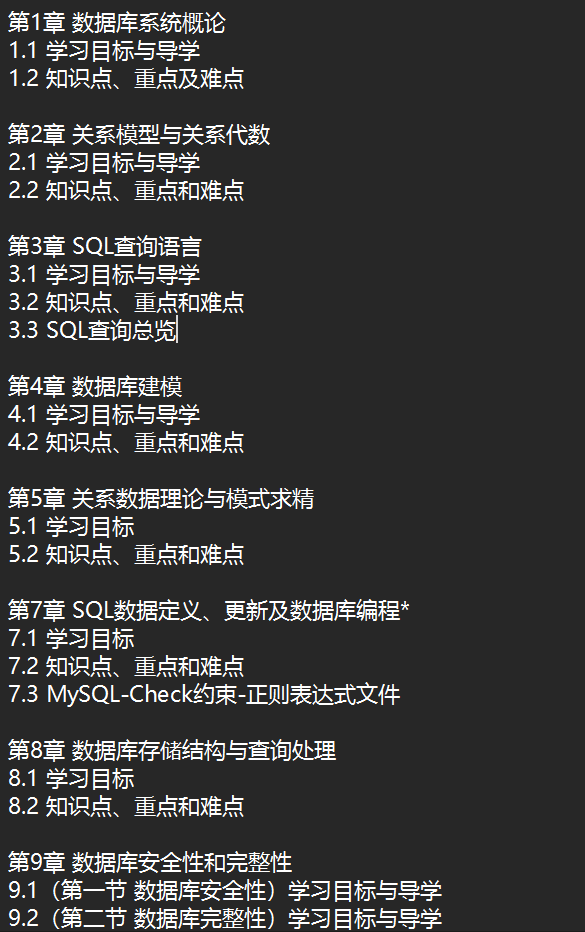 第1章 数据库系统概论
1.1 学习目标与导学
1.2 知识点、重点及难点
第2章 关系模型与关系代数
2.1 学习目标与导学
2.2 知识点、重点和难点
第3章 SQL查询语言
3.1 学习目标与导学
3.2 知识点、重点和难点
3.3 SQL查询总览
第4章 数据库建模
4.1 学习目标与导学
4.2 知识点、重点和难点
第5章 关系数据理论与模式求精
5.1 学习目标
5.2 知识点、重点和难点
第7章 SQL数据定义、更新及数据库编程*
7.1 学习目标
7.2 知识点、重点和难点
7.3 MySQL-Check约束-正则表达式文件
第8章 数据库存储结构与查询处理
8.1 学习目标
8.2 知识点、重点和难点
第9章 数据库安全性和完整性
9.1（第一节 数据库安全性）学习目标与导学
9.2（第二节 数据库完整性）学习目标与导学